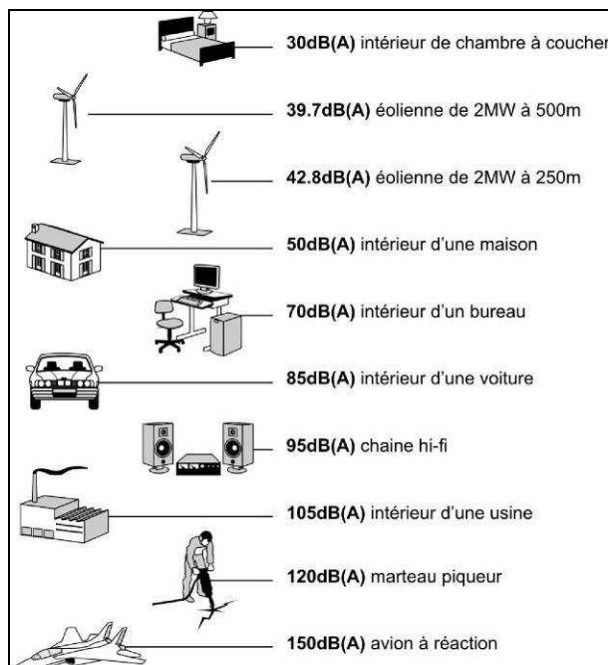 30dB(A) intérieur de chambre à coucher
39.7dB(A) éolienne de 2MW à 500m
42.8dB(A) éolienne de 2MW à 250m
50dB(A) intérieur d'une maison
70dB(A) intérieur d'un bureau
85dB(A) intérieur d'une voiture
95dB(A) chaine hi-fi
105dB(A) intérieur d'une usine
120dB(A) marteau piqueur
150dB(A) avion à réaction